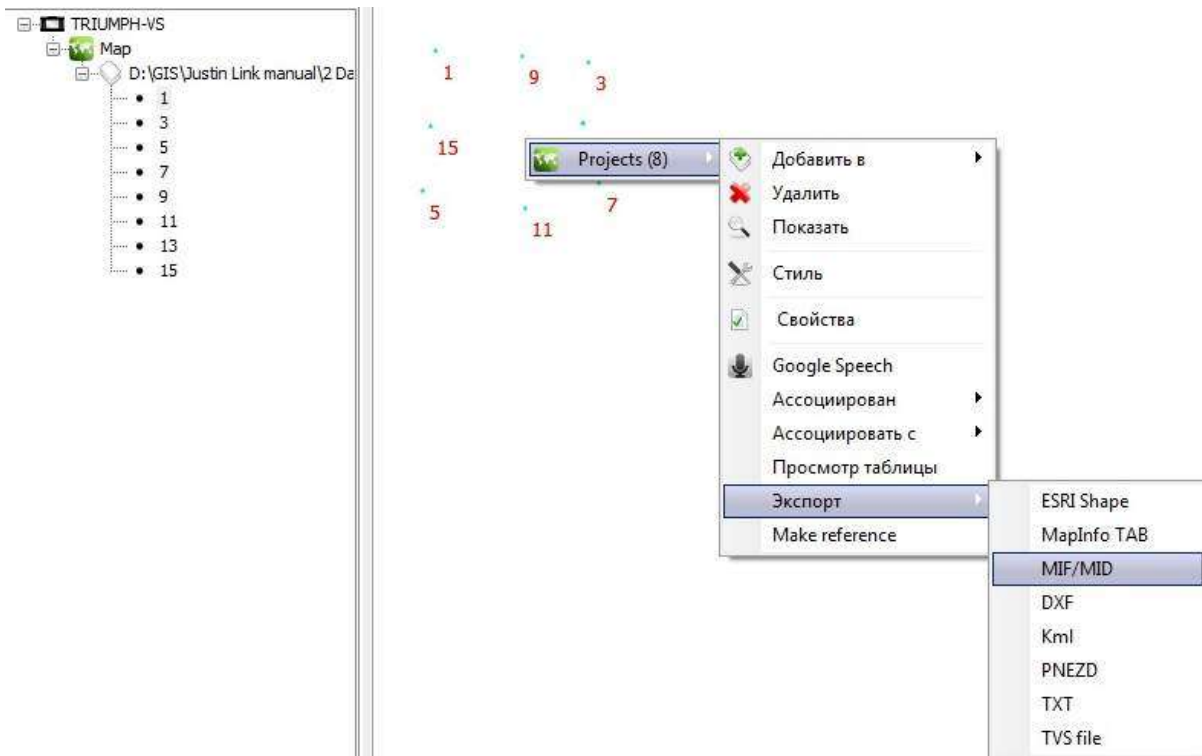 TRIUMPH-VS
Map
D:\GIS\Justin Link manual\2 Da
1
3
5
7
9
11
13
15
1
9
3
15
5
11
7
Projects (8)
Добавить в
Удалить
Показать
Стиль
Свойства
Google Speech
Ассоциирован
Ассоциировать с
Просмотр таблицы
Экспорт
Make reference
ESRI Shape
MapInfo TAB
MIF/MID
DXF
Kml
PNEZD
TXT
TVS file